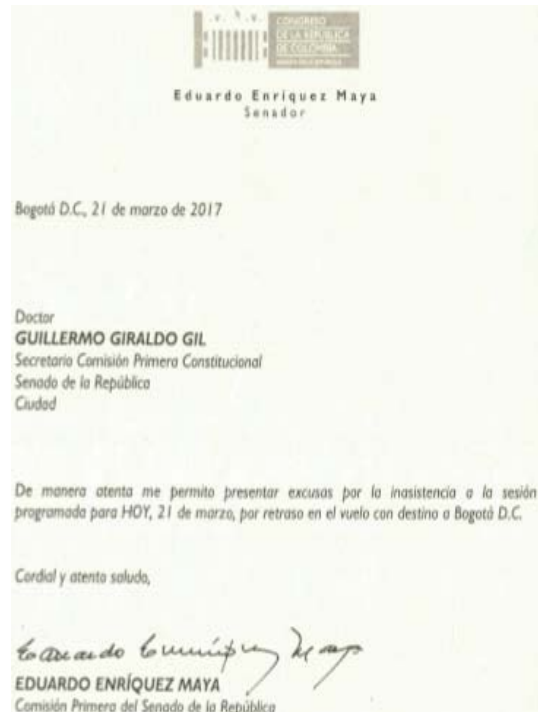 CONGRESO
DE LA REPÚBLICA
DE COLOMBIA
Eduardo Enríquez Maya
Senador
Bogotá D.C., 21 de marzo de 2017
Doctor
GUILLERMO GIRALDO GIL
Secretario Comisión Primera Constitucional
Senado de la República
Ciudad
De manera atenta me permito presentar excusas por la inasistencia a la sesión
programada para HOY, 21 de marzo, por retraso en el vuelo con destino a Bogotá D.C.
Cordial y atento saludo,
Eduardo Enríquez Maya
EDUARDO ENRÍQUEZ MAYA
Comisión Primera del Senado de la República